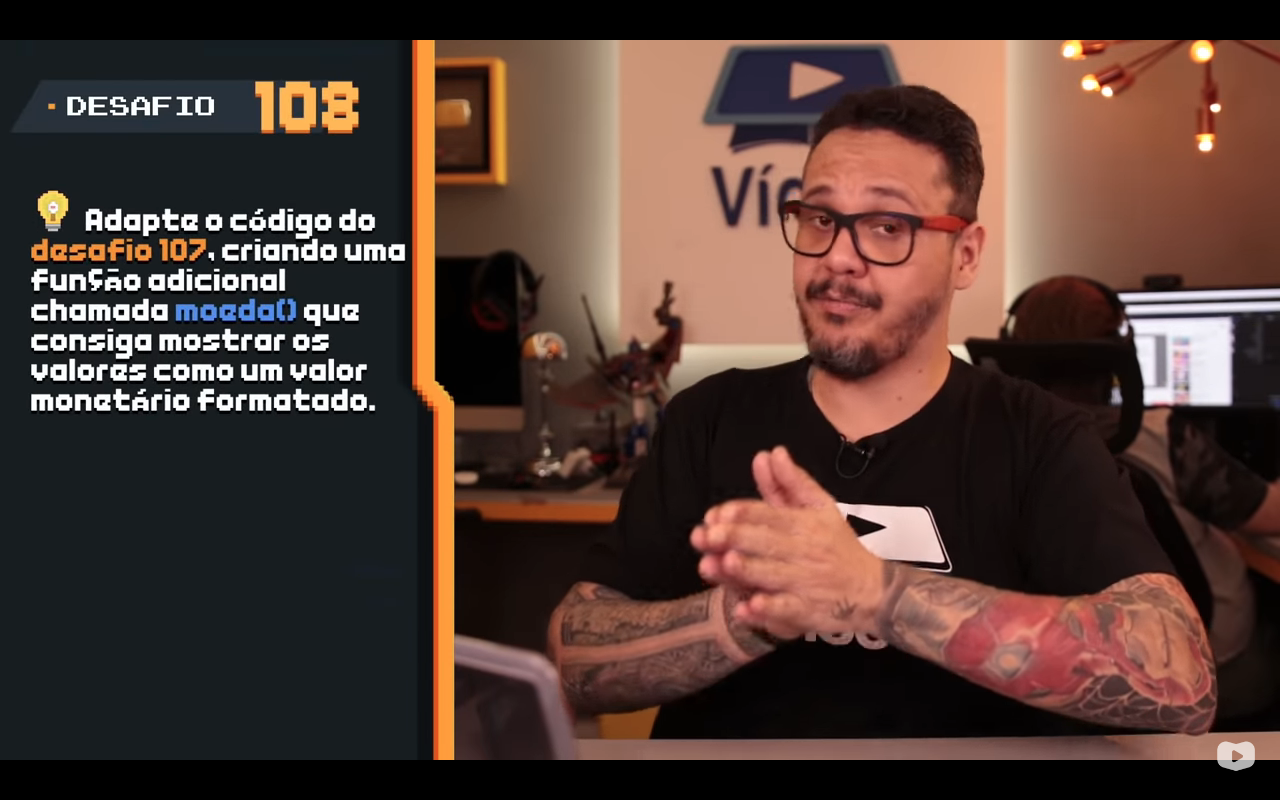 DESAFIO 108
Adapte o código do
desafio 107, criando uma
função adicional
chamada moeda() que
consiga mostrar os
valores como um valor
monetário formatado.